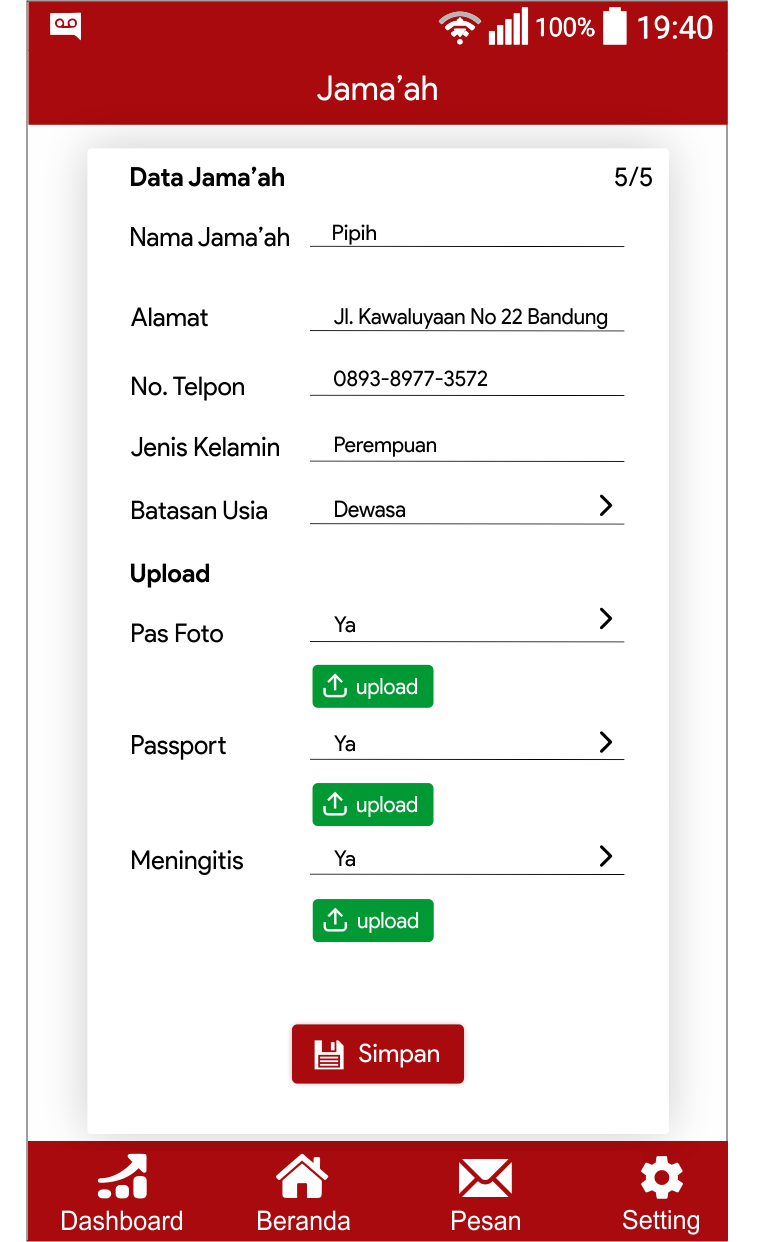 100% 19:40
Jama’ah
Data Jama’ah 5/5
Nama Jama’ah Pipih
Alamat Jl. Kawaluyaan No 22 Bandung
No. Telpon 0893-8977-3572
Jenis Kelamin Perempuan
Batasan Usia Dewasa
Upload
Pas Foto Ya
upload
Passport Ya
upload
Meningitis Ya
upload
Simpan
Dashboard Beranda Pesan Setting